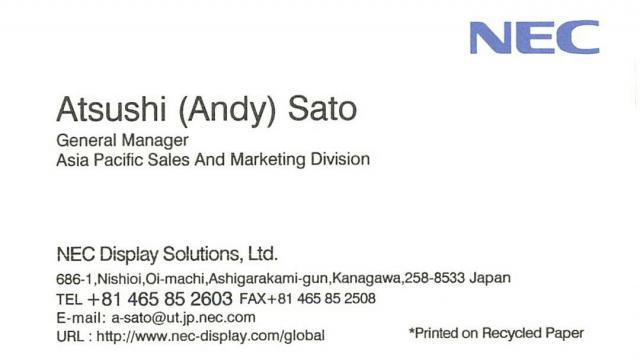 NEC
Atsushi (Andy) Sato
General Manager
Asia Pacific Sales And Marketing Division
NEC Display Solutions, Ltd.
686-1,Nishioi,Oi-machi,Ashigarakami-gun,Kanagawa,258-8533 Japan
TEL +81 465 85 2603 FAX+81 465 85 2508
E-mail: a-sato@ut.jp.nec.com
URL : http://www.nec-display.com/global *Printed on Recycled Paper